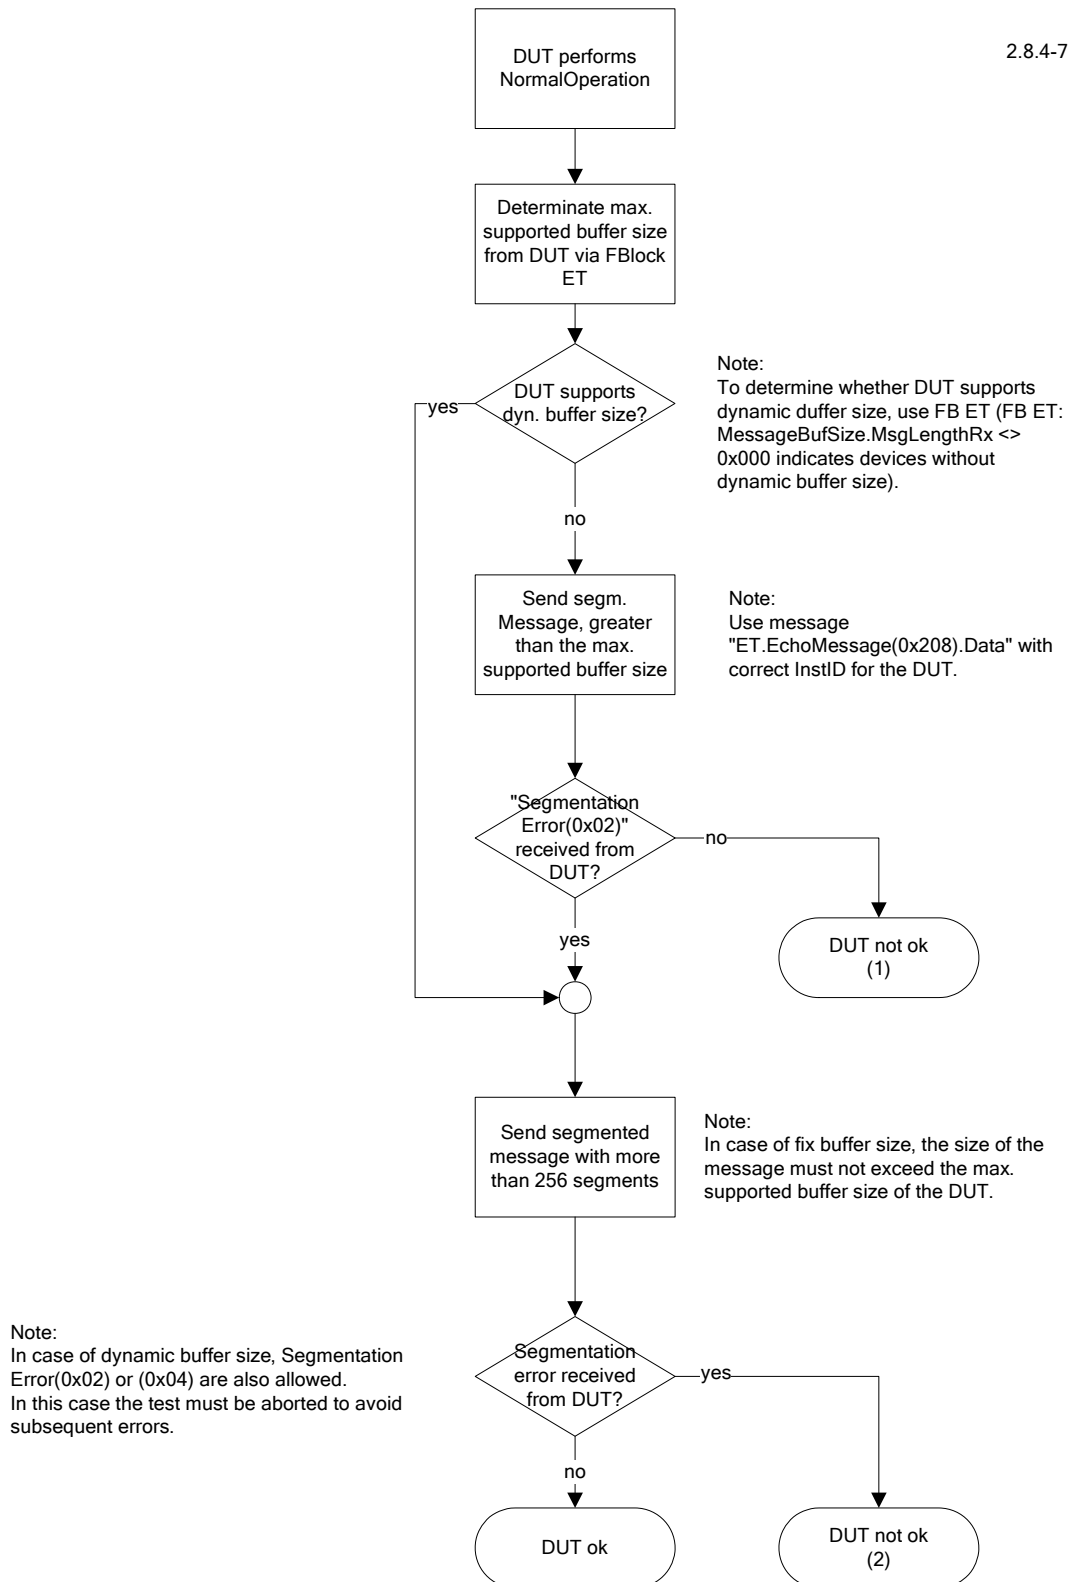 2.8.4-7
DUT performs
NormalOperation
Determinate max.
supported buffer size
from DUT via FBlock
ET
DUT supports
dyn. buffer size?
yes
Note:
To determine whether DUT supports
dynamic duffer size, use FB ET (FB ET:
MessageBufSize.MsgLengthRx <>
0x000 indicates devices without
dynamic buffer size).
no
Send segm.
Message, greater
than the max.
supported buffer size
Note:
Use message
"ET.EchoMessage(0x208).Data" with
correct InstID for the DUT.
"Segmentation
Error(0x02)"
received from
DUT?
no
yes
DUT not ok
(1)
Send segmented
message with more
than 256 segments
Note:
In case of fix buffer size, the size of the
message must not exceed the max.
supported buffer size of the DUT.
Note:
In case of dynamic buffer size, Segmentation
Error(0x02) or (0x04) are also allowed.
In this case the test must be aborted to avoid
subsequent errors.
Segmentation
error received
from DUT?
yes
no
DUT ok
DUT not ok
(2)